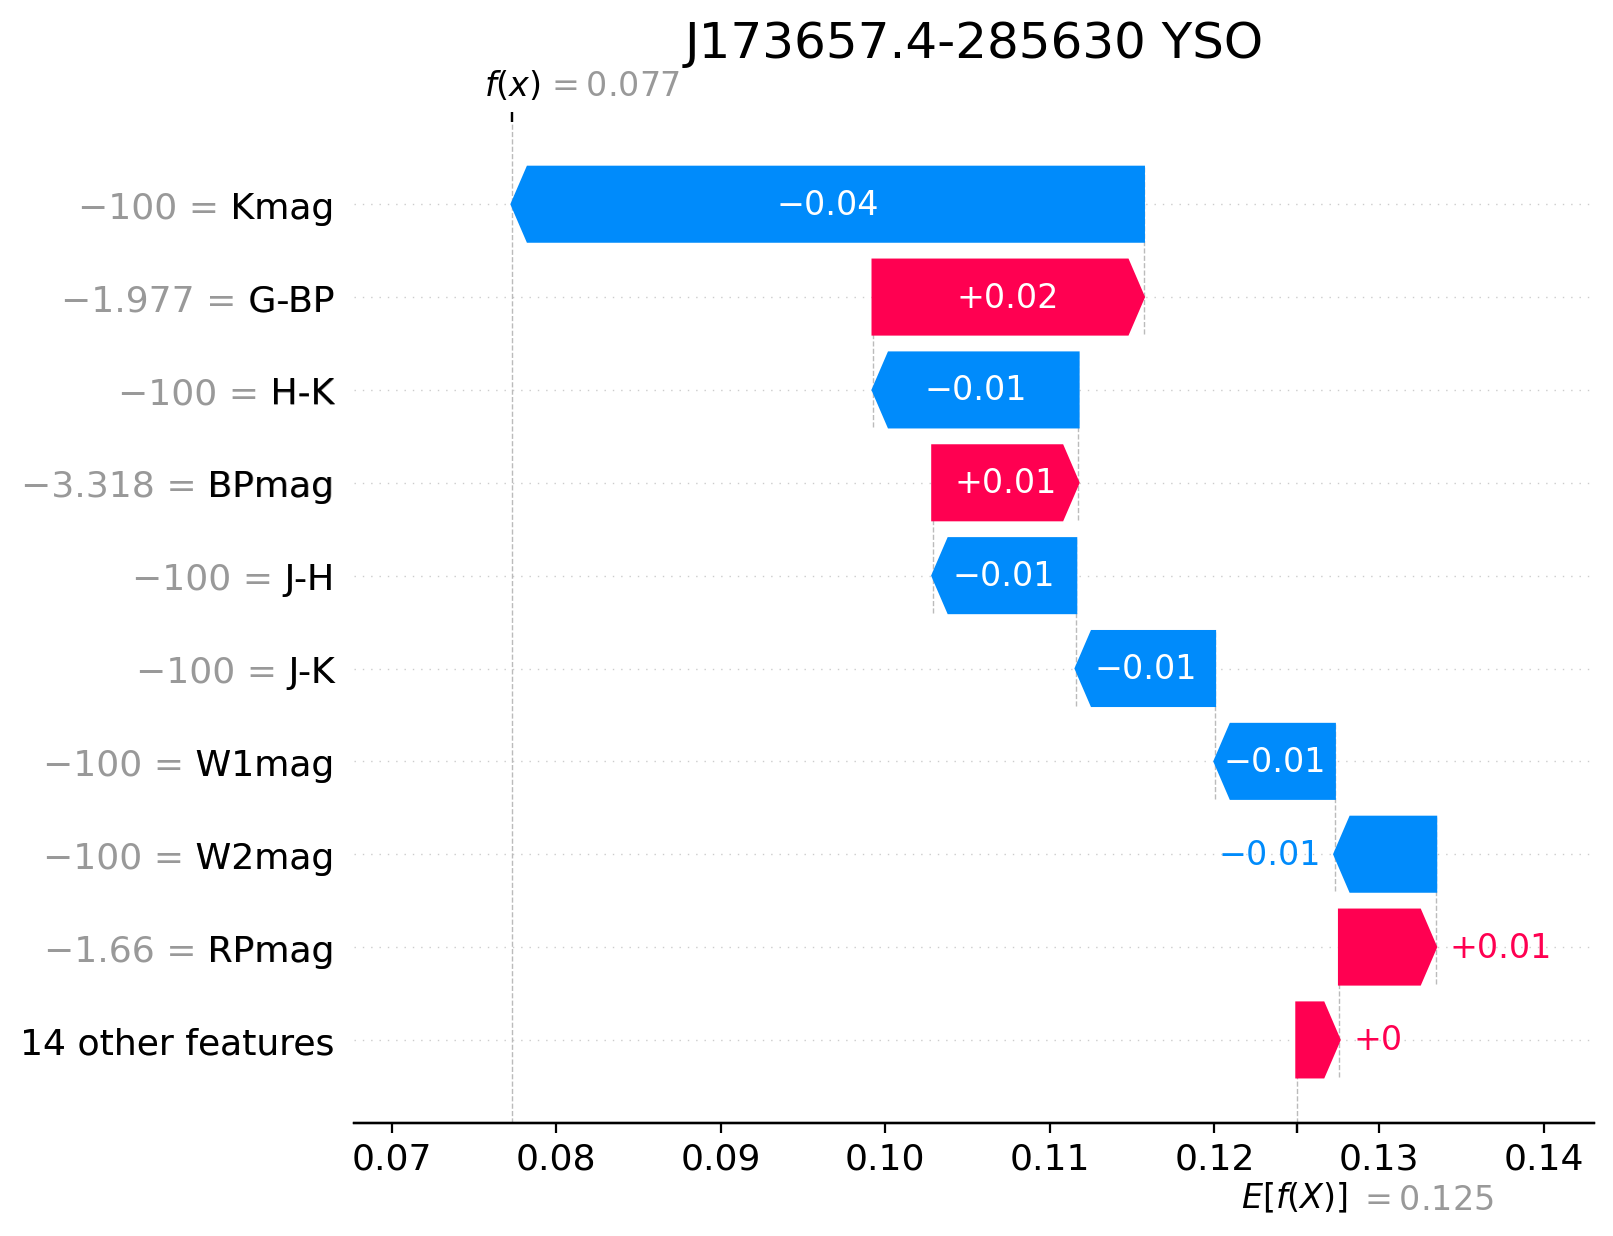 J173657.4-285630 YSO
f(x) = 0.077
−100 = Kmag −0.04
−1.977 = G-BP +0.02
−100 = H-K −0.01
−3.318 = BPmag +0.01
−100 = J-H −0.01
−100 = J-K −0.01
−100 = W1mag −0.01
−100 = W2mag −0.01
−1.66 = RPmag +0.01
14 other features +0
0.07 0.08 0.09 0.10 0.11 0.12 0.13 0.14
E[f(X)] = 0.125